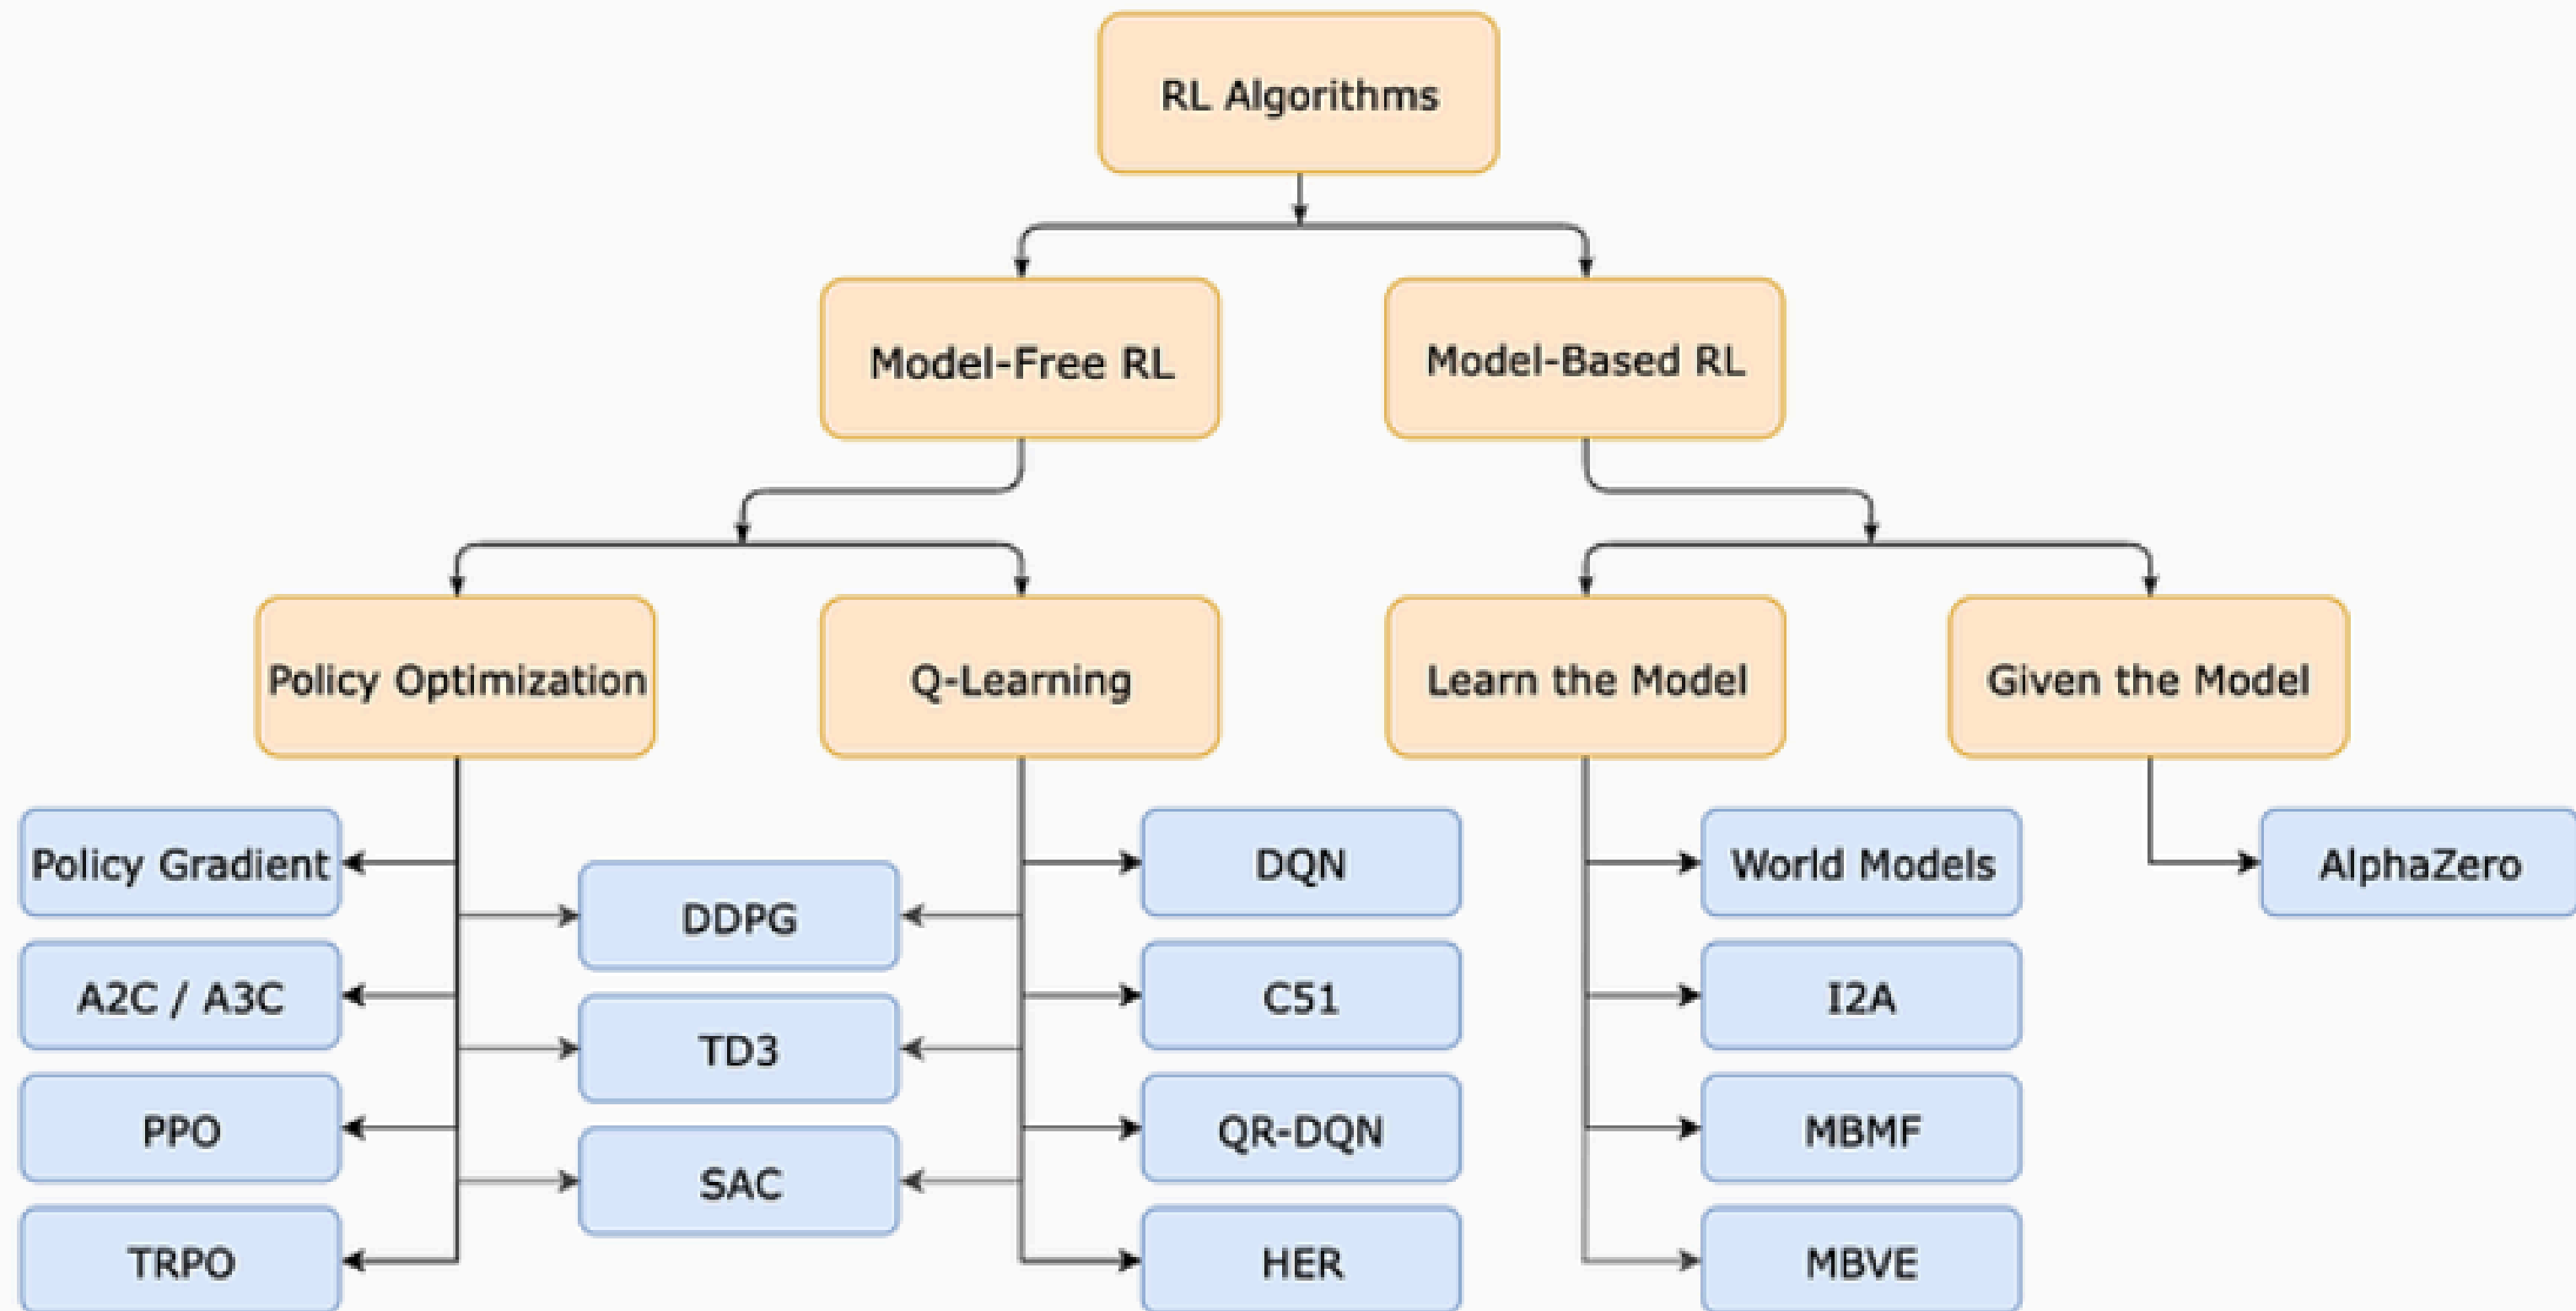 RL Algorithms
Model-Free RL
Model-Based RL
Policy Optimization
Q-Learning
Learn the Model
Given the Model
Policy Gradient
DDPG
DQN
World Models
AlphaZero
A2C / A3C
TD3
C51
I2A
PPO
SAC
QR-DQN
MBMF
TRPO
HER
MBVE